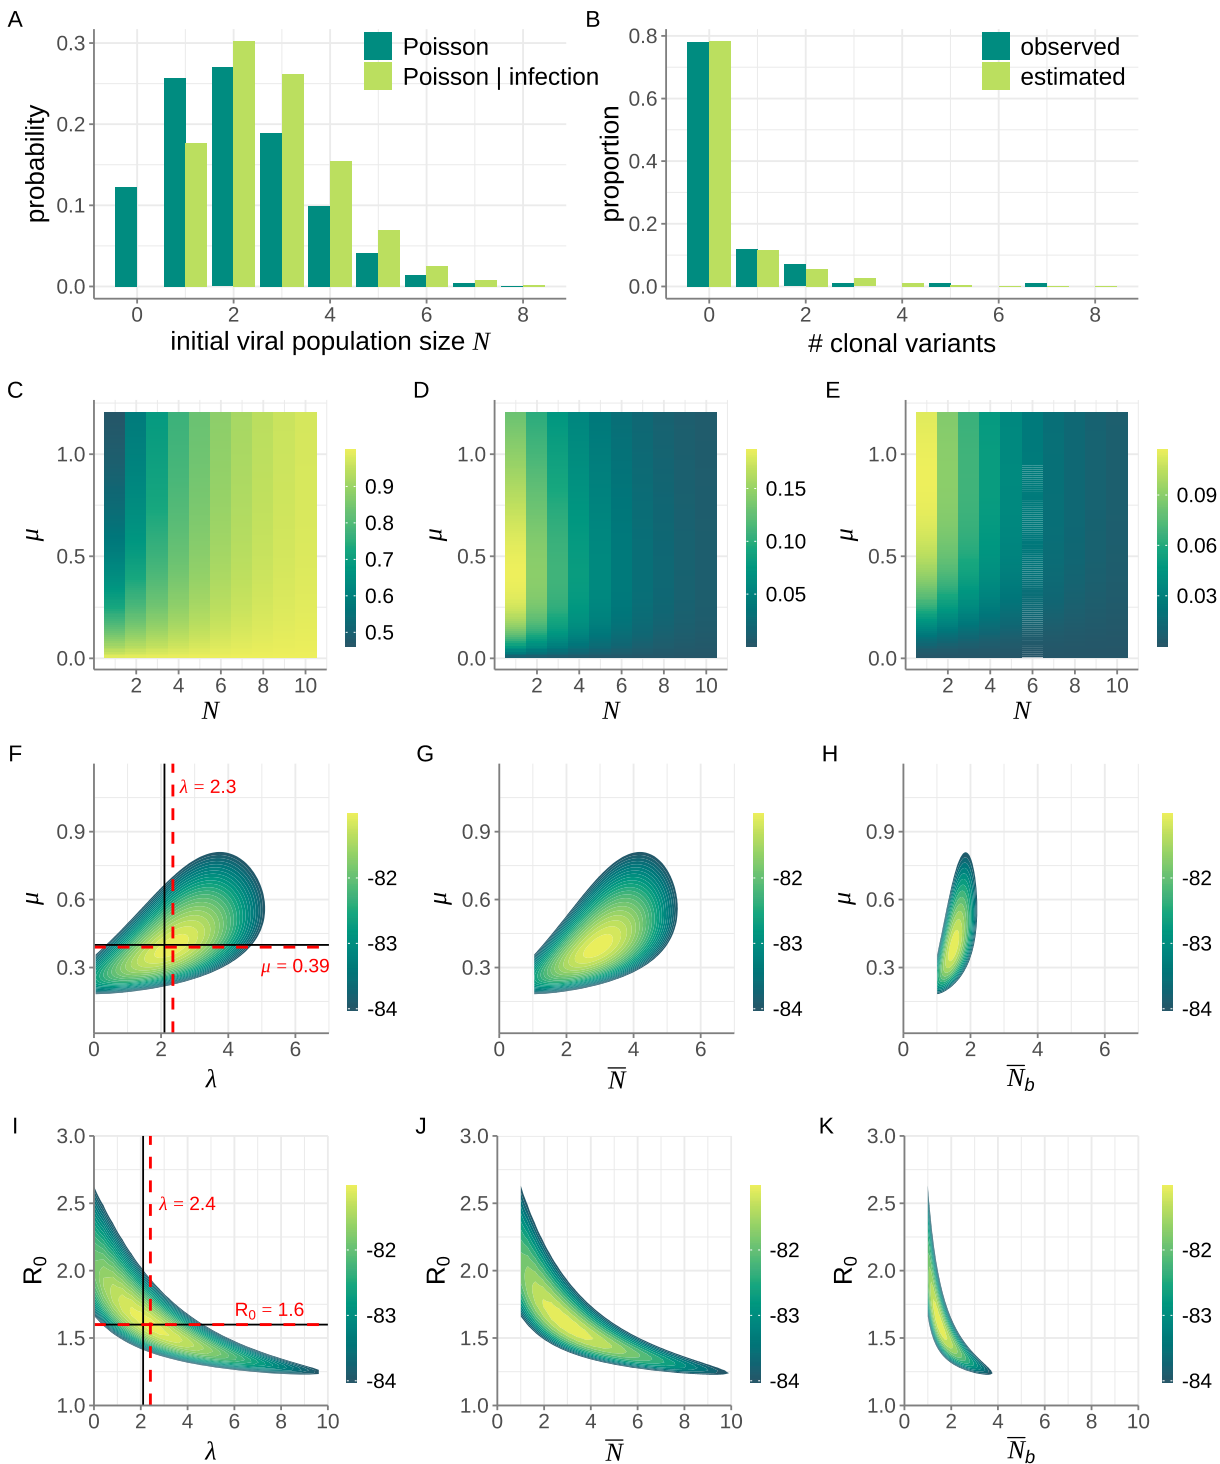 A
B
0.3
0.2
0.1
0.0
probability
Poisson
Poisson | infection
0 2 4 6 8
initial viral population size N
0.8
0.6
0.4
0.2
0.0
proportion
observed
estimated
0 2 4 6 8
# clonal variants
C
D
E
1.0
0.5
0.0
μ
2 4 6 8 10
N
0.9
0.8
0.7
0.6
0.5
1.0
0.5
0.0
μ
2 4 6 8 10
N
0.15
0.10
0.05
1.0
0.5
0.0
μ
2 4 6 8 10
N
0.09
0.06
0.03
F
G
H
0.9
0.6
0.3
μ
λ = 2.3
μ = 0.39
0 2 4 6
λ
-82
-83
-84
0.9
0.6
0.3
μ
0 2 4 6
N̅
-82
-83
-84
0.9
0.6
0.3
μ
0 2 4 6
N̅b
-82
-83
-84
I
J
K
3.0
2.5
2.0
1.5
1.0
R0
λ = 2.4
R0 = 1.6
0 2 4 6 8 10
λ
-82
-83
-84
3.0
2.5
2.0
1.5
1.0
R0
0 2 4 6 8 10
N̅
-82
-83
-84
3.0
2.5
2.0
1.5
1.0
R0
0 2 4 6 8 10
N̅b
-82
-83
-84